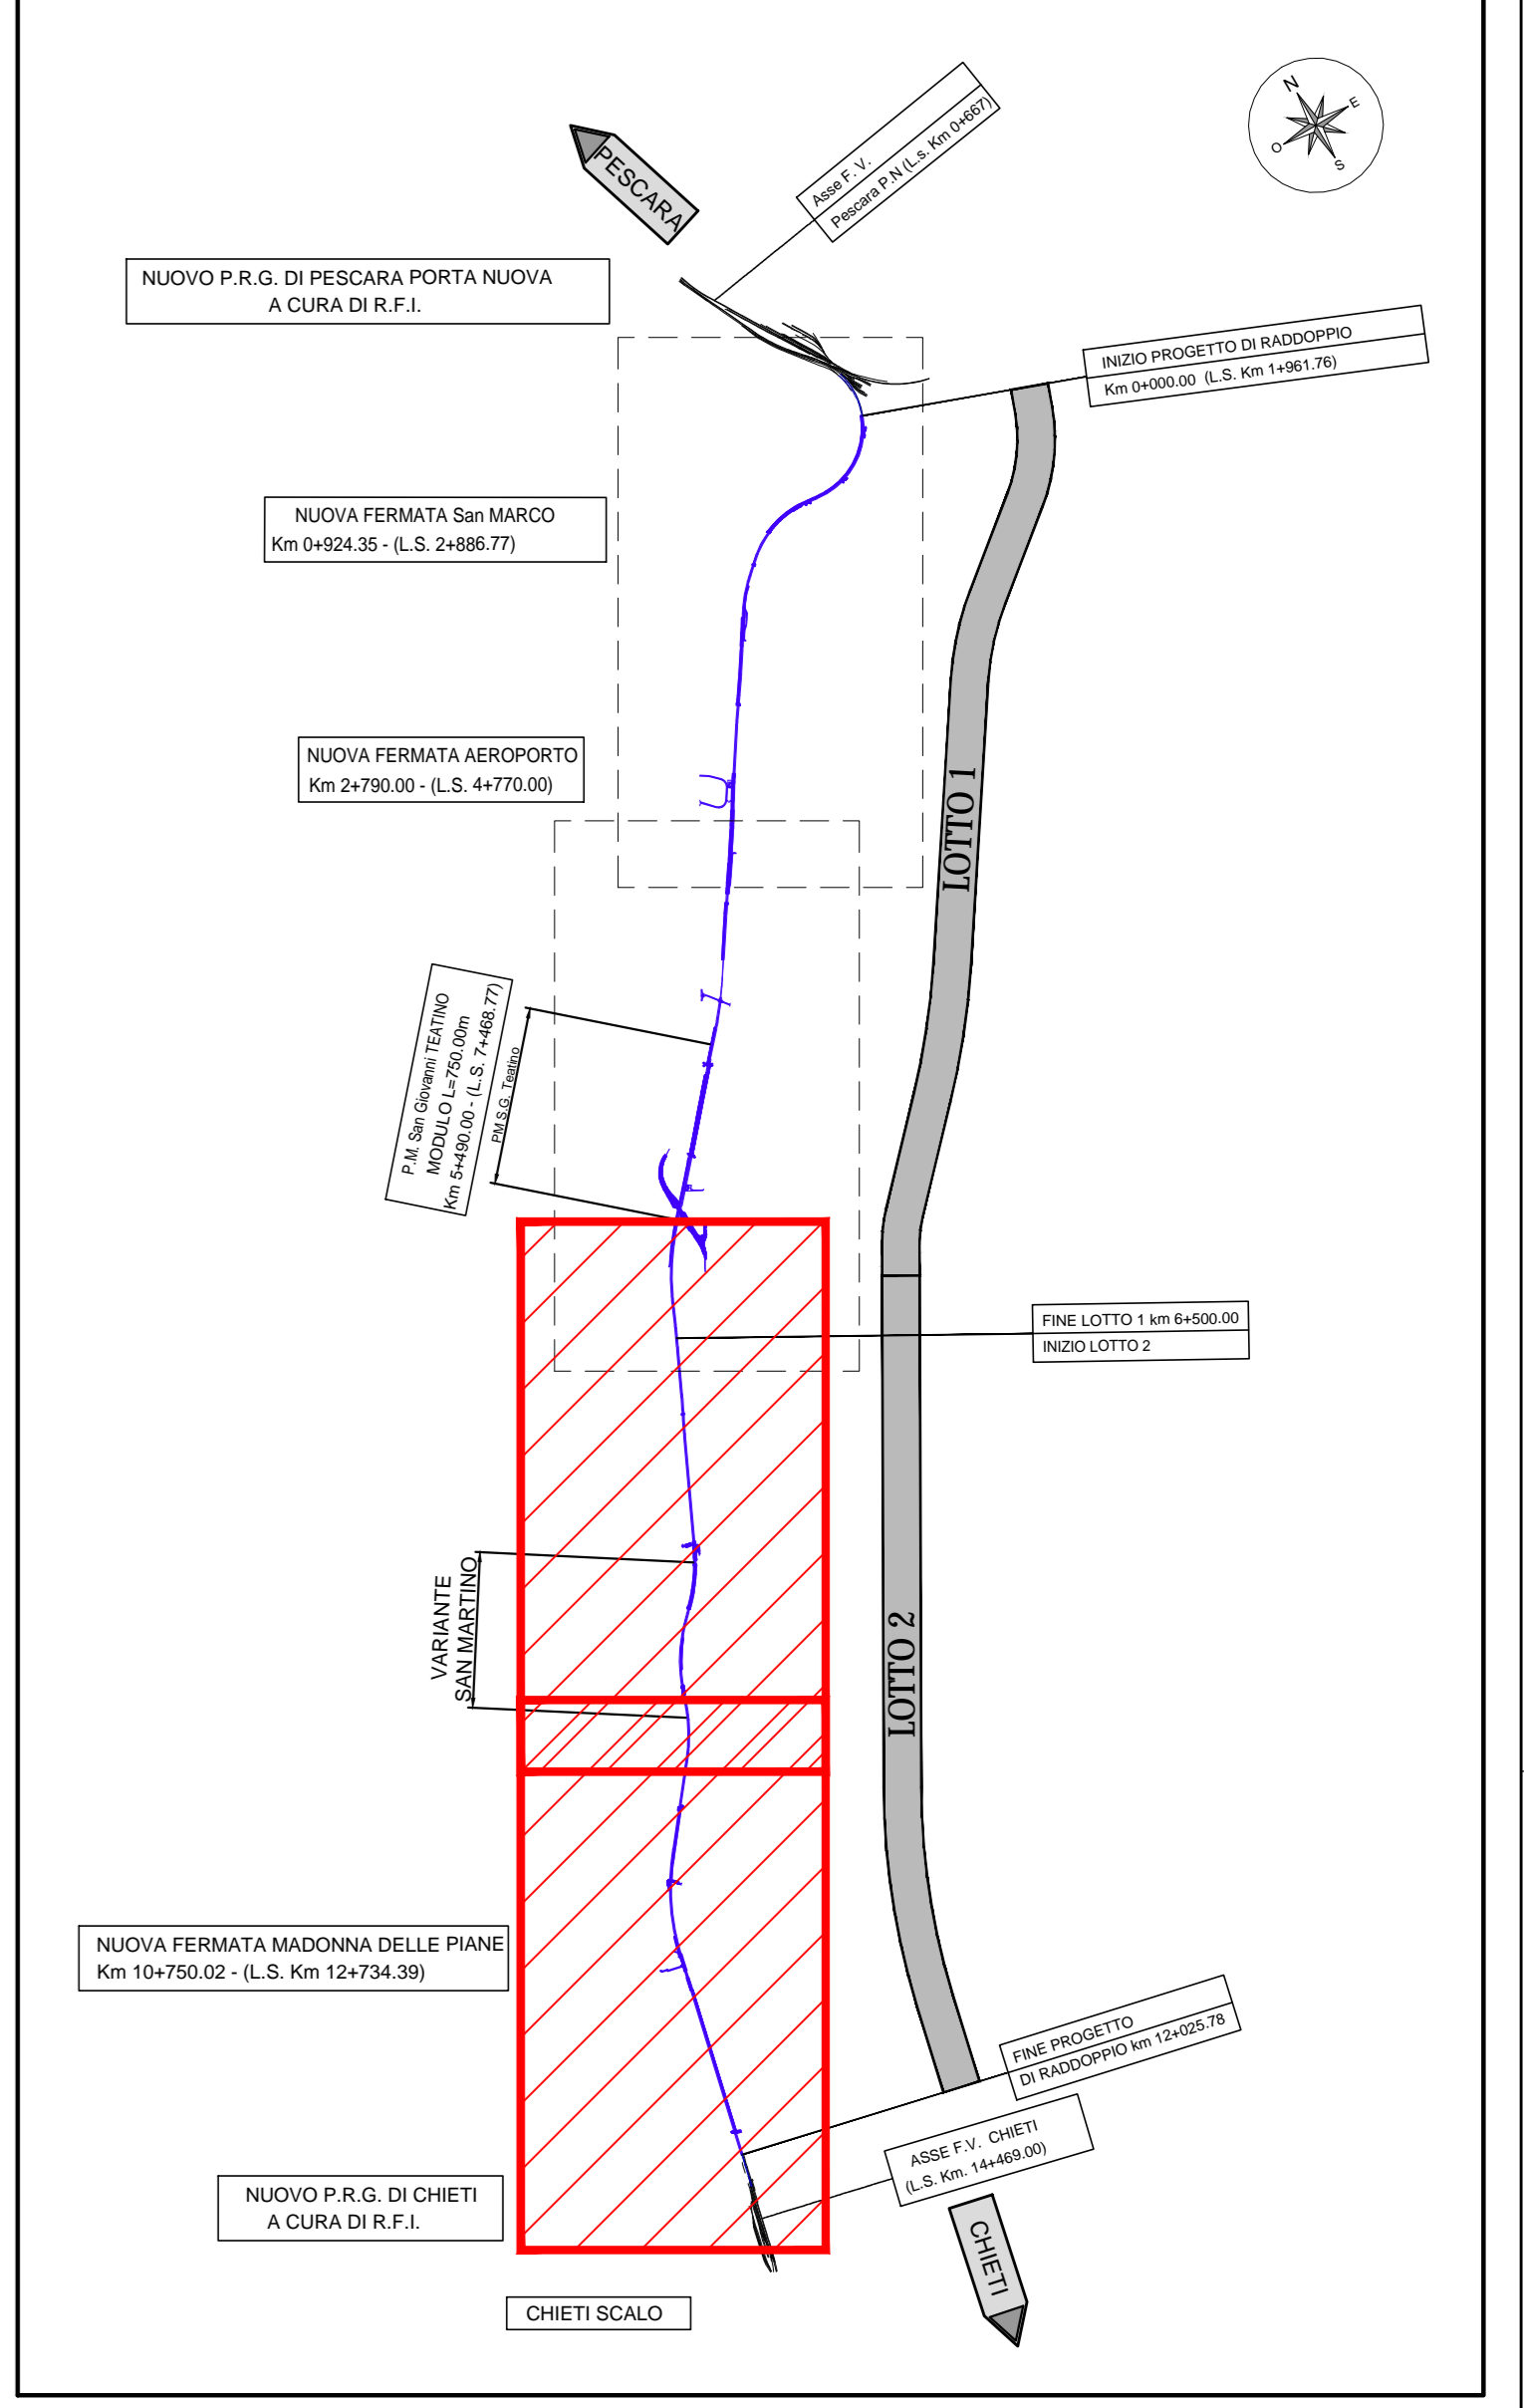 N
E
O
S
PESCARA
Asse F. V.
Pescara P.N (L.s. Km 0+667)
NUOVO P.R.G. DI PESCARA PORTA NUOVA
A CURA DI R.F.I.
INIZIO PROGETTO DI RADDOPPIO
Km 0+000.00 (L.S. Km 1+961.76)
NUOVA FERMATA San MARCO
Km 0+924.35 - (L.S. 2+886.77)
NUOVA FERMATA AEROPORTO
Km 2+790.00 - (L.S. 4+770.00)
LOTTO 1
P.M. San Giovanni TEATINO
MODULO L=750.00m
Km 5+490.00 - (L.S. 7+468.77)
PM S.G. Teatino
FINE LOTTO 1 km 6+500.00
INIZIO LOTTO 2
VARIANTE
SAN MARTINO
LOTTO 2
NUOVA FERMATA MADONNA DELLE PIANE
Km 10+750.02 - (L.S. Km 12+734.39)
FINE PROGETTO
DI RADDOPPIO km 12+025.78
ASSE F.V. CHIETI
(L.S. Km. 14+469.00)
NUOVO P.R.G. DI CHIETI
A CURA DI R.F.I.
CHIETI
CHIETI SCALO